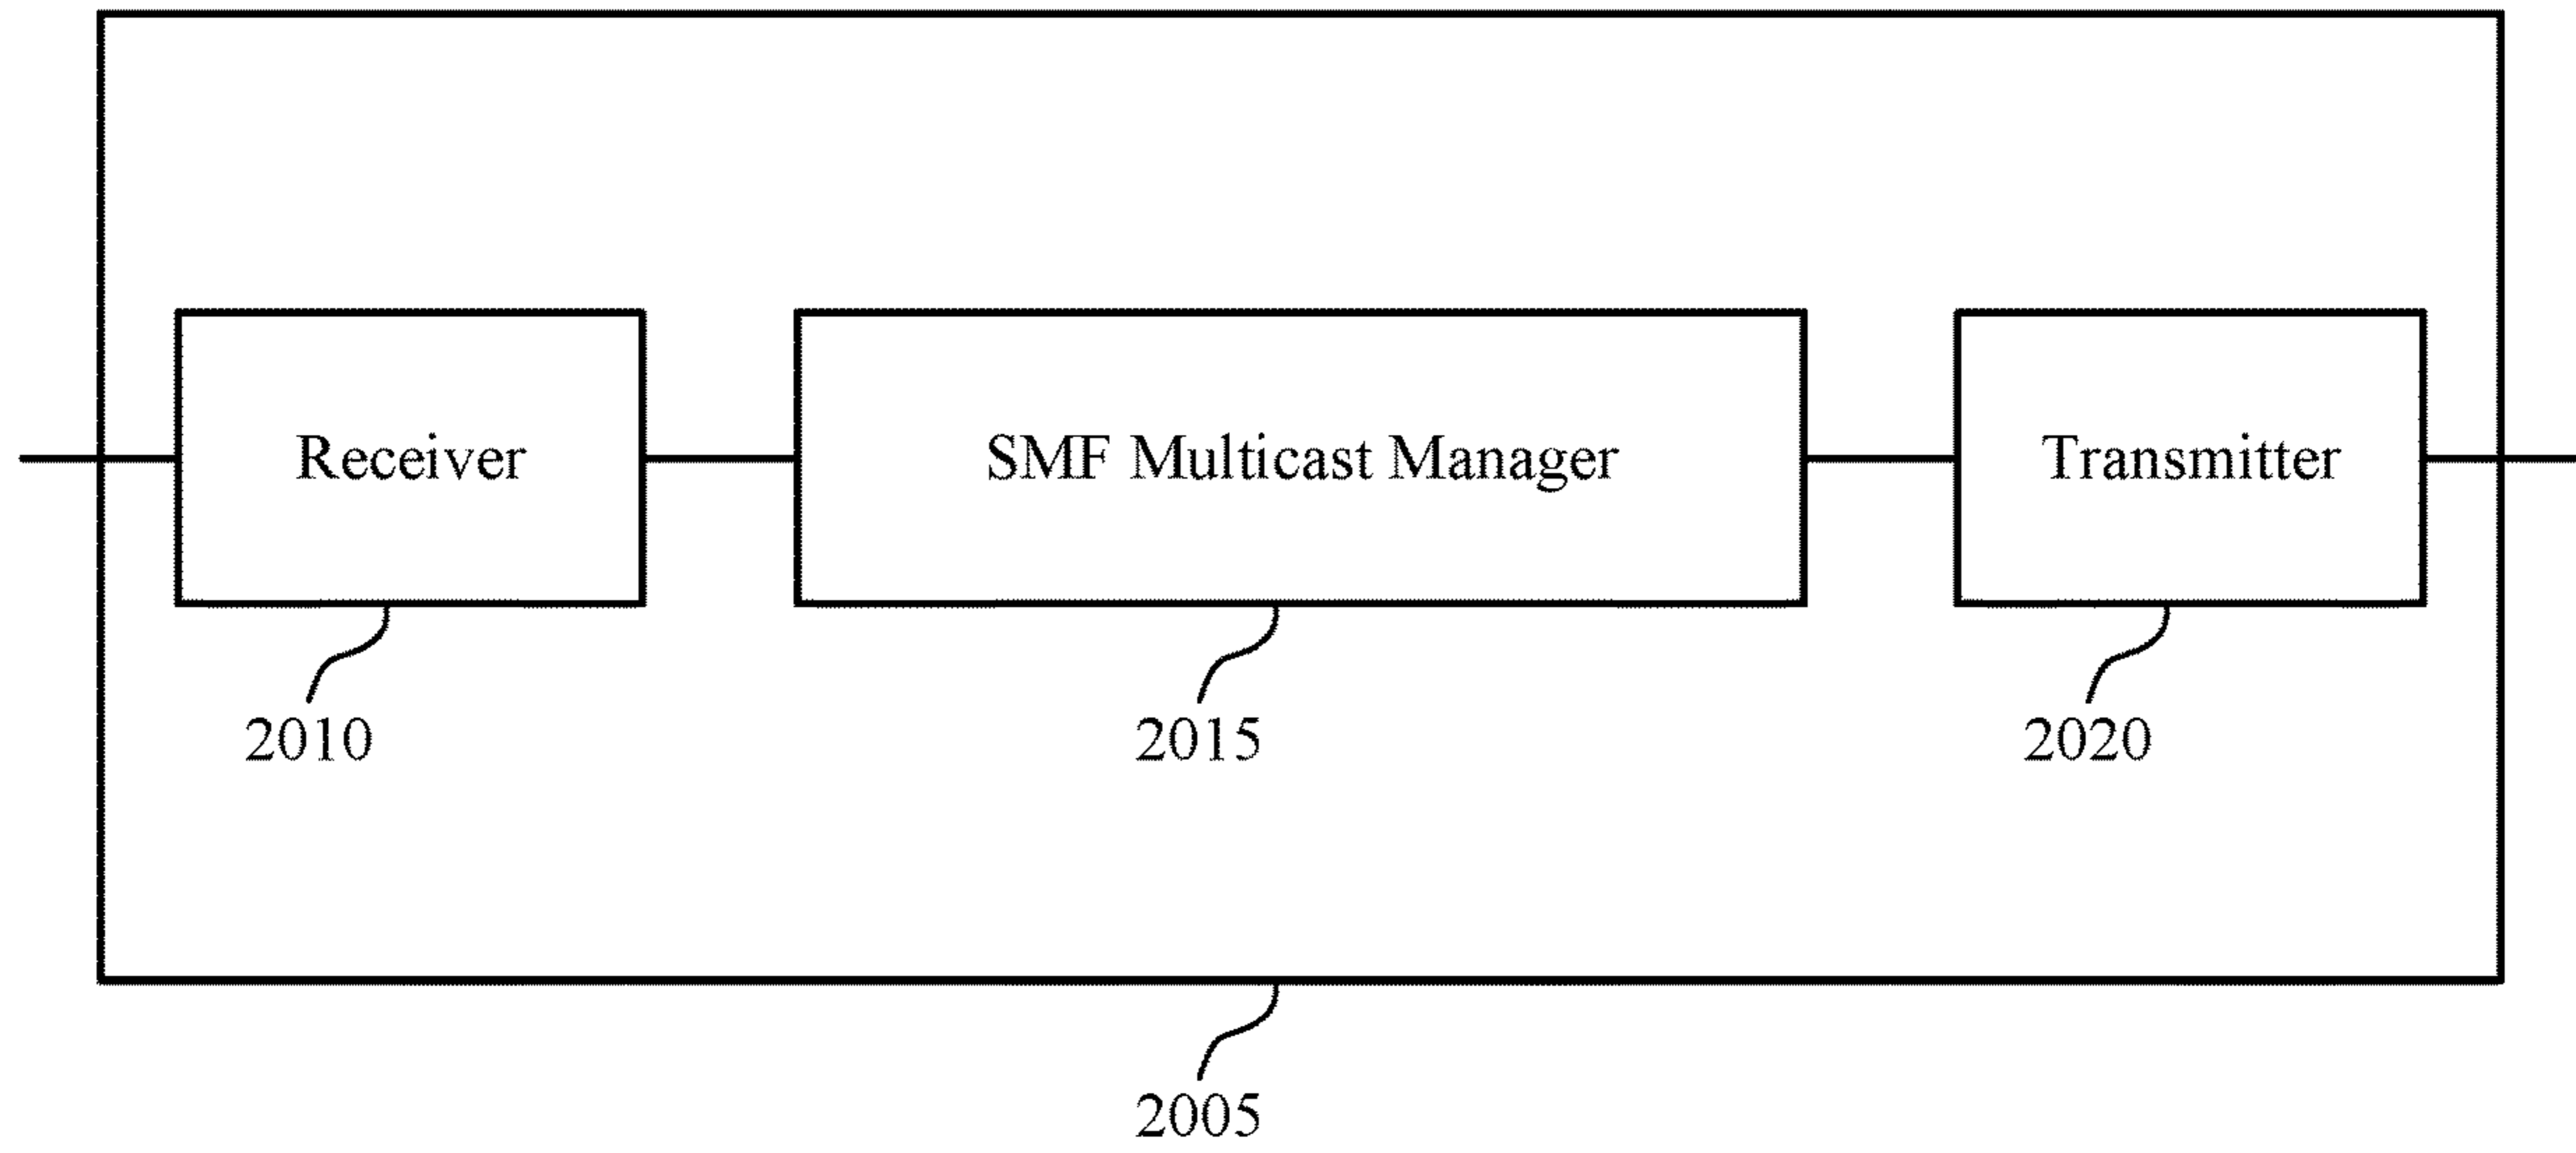 Receiver
SMF Multicast Manager
Transmitter
2010
2015
2020
2005